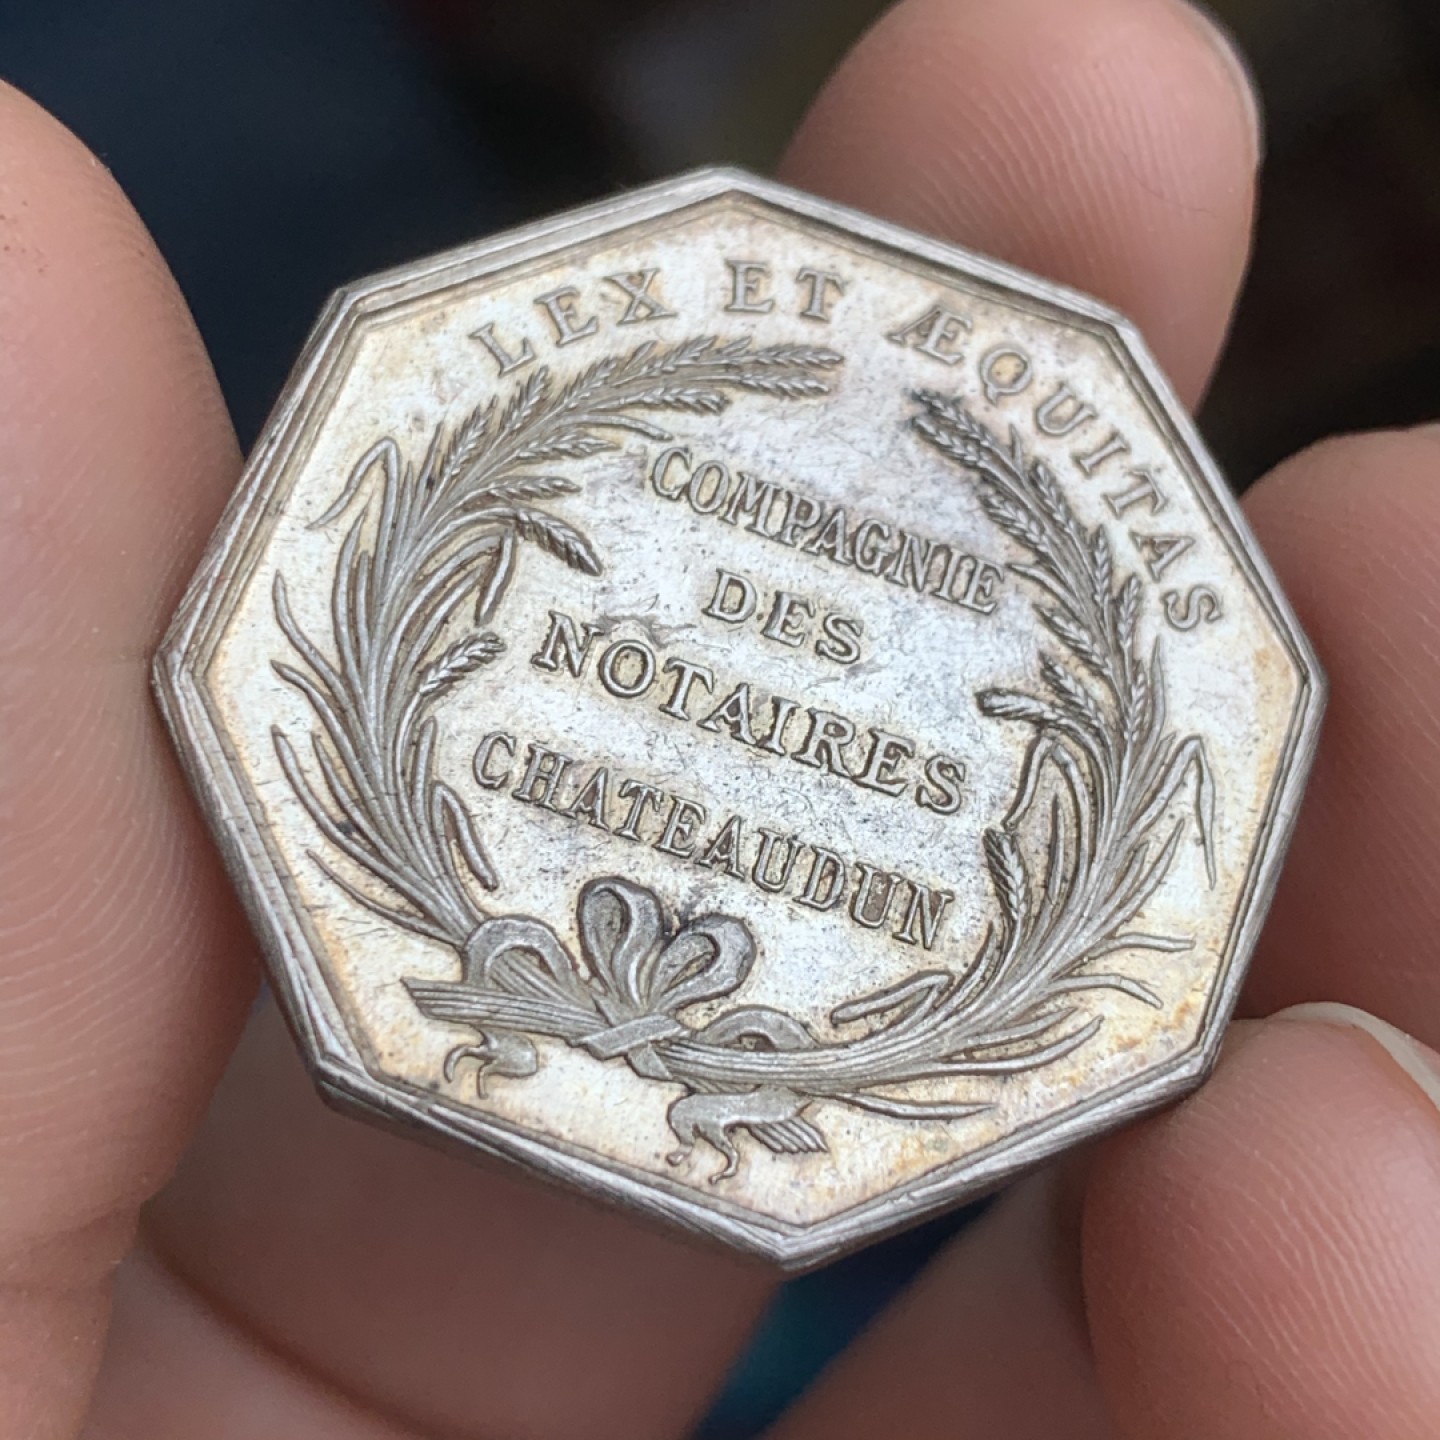 LEX ET ÆQUITAS
COMPAGNIE
DES
NOTAIRES
CHATEAUDUN